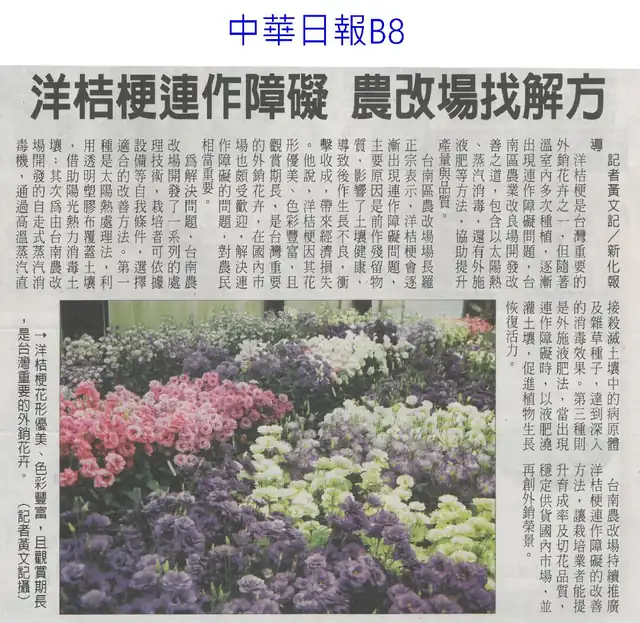 中華日報B8
洋桔梗連作障礙 農改場找解方
記者黃文記/新化報
導
洋桔梗是台灣重要的
外銷花卉之一,但隨著
溫室內多次種植,逐漸
出現連作障礙問題,台
南區農業改良場開發改
善之道,包含以太陽熱
、蒸汽消毒,還有外施
液肥等方法,協助提升
產量與品質。
台南區農改場場長羅
正宗表示,洋桔梗會逐
漸出現連作障礙問題,
主要原因是前作殘留物
質,影響了土壤健康,
導致後作生長不良,衝
擊收成,帶來經濟損失
。他說,洋桔梗因其花
形優美、色彩豐富,且
觀賞期長,是台灣重要
的外銷花卉,在國內市
場也頗受歡迎,解決連
作障礙的問題,對農民
相當重要。
為解決問題,台南農
改場開發了一系列的處
理技術,栽培者可依據
設備等自我條件,選擇
適合的改善方法。第一
種是太陽熱處理法,利
用透明塑膠布覆蓋土壤
,借助陽光熱力消毒土
壤;其次為由台南農改
場開發的自走式蒸汽消
毒機,通過高溫蒸汽直
接殺滅土壤中的病原體
及雜草種子,達到深入
的消毒效果。第三種則
是外施液肥法,當出現
連作障礙時,以液肥澆
灌土壤,促進植物生長
恢復活力。
台南農改場持續推廣
洋桔梗連作障礙的改善
方法,讓栽培業者能提
升育成率及切花品質,
穩定供貨國內市場,並
再創外銷榮景。
→洋桔梗花形優美、色彩豐富,且觀賞期長
,是台灣重要的外銷花卉。 (記者黃文記攝)